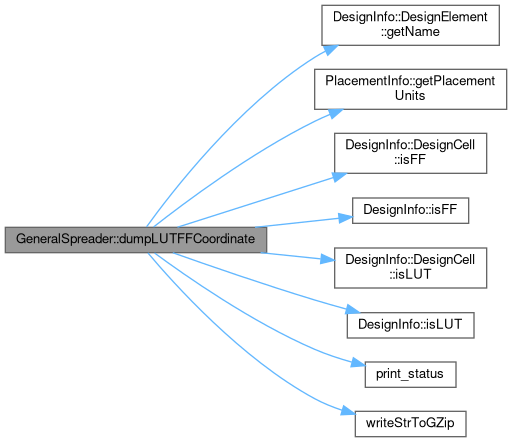 DesignInfo::DesignElement
::getName
PlacementInfo::getPlacement
Units
DesignInfo::DesignCell
::isFF
DesignInfo::isFF
GeneralSpreader::dumpLUTFFCoordinate
DesignInfo::DesignCell
::isLUT
DesignInfo::isLUT
print_status
writeStrToGZip